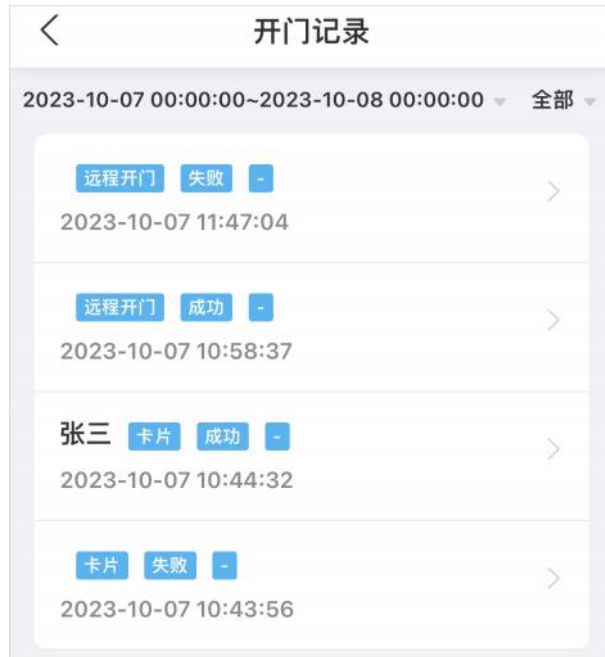 开门记录
2023-10-07 00:00:00~2023-10-08 00:00:00 全部
远程开门 失败 -
2023-10-07 11:47:04
远程开门 成功 -
2023-10-07 10:58:37
张三 卡片 成功 -
2023-10-07 10:44:32
卡片 失败 -
2023-10-07 10:43:56